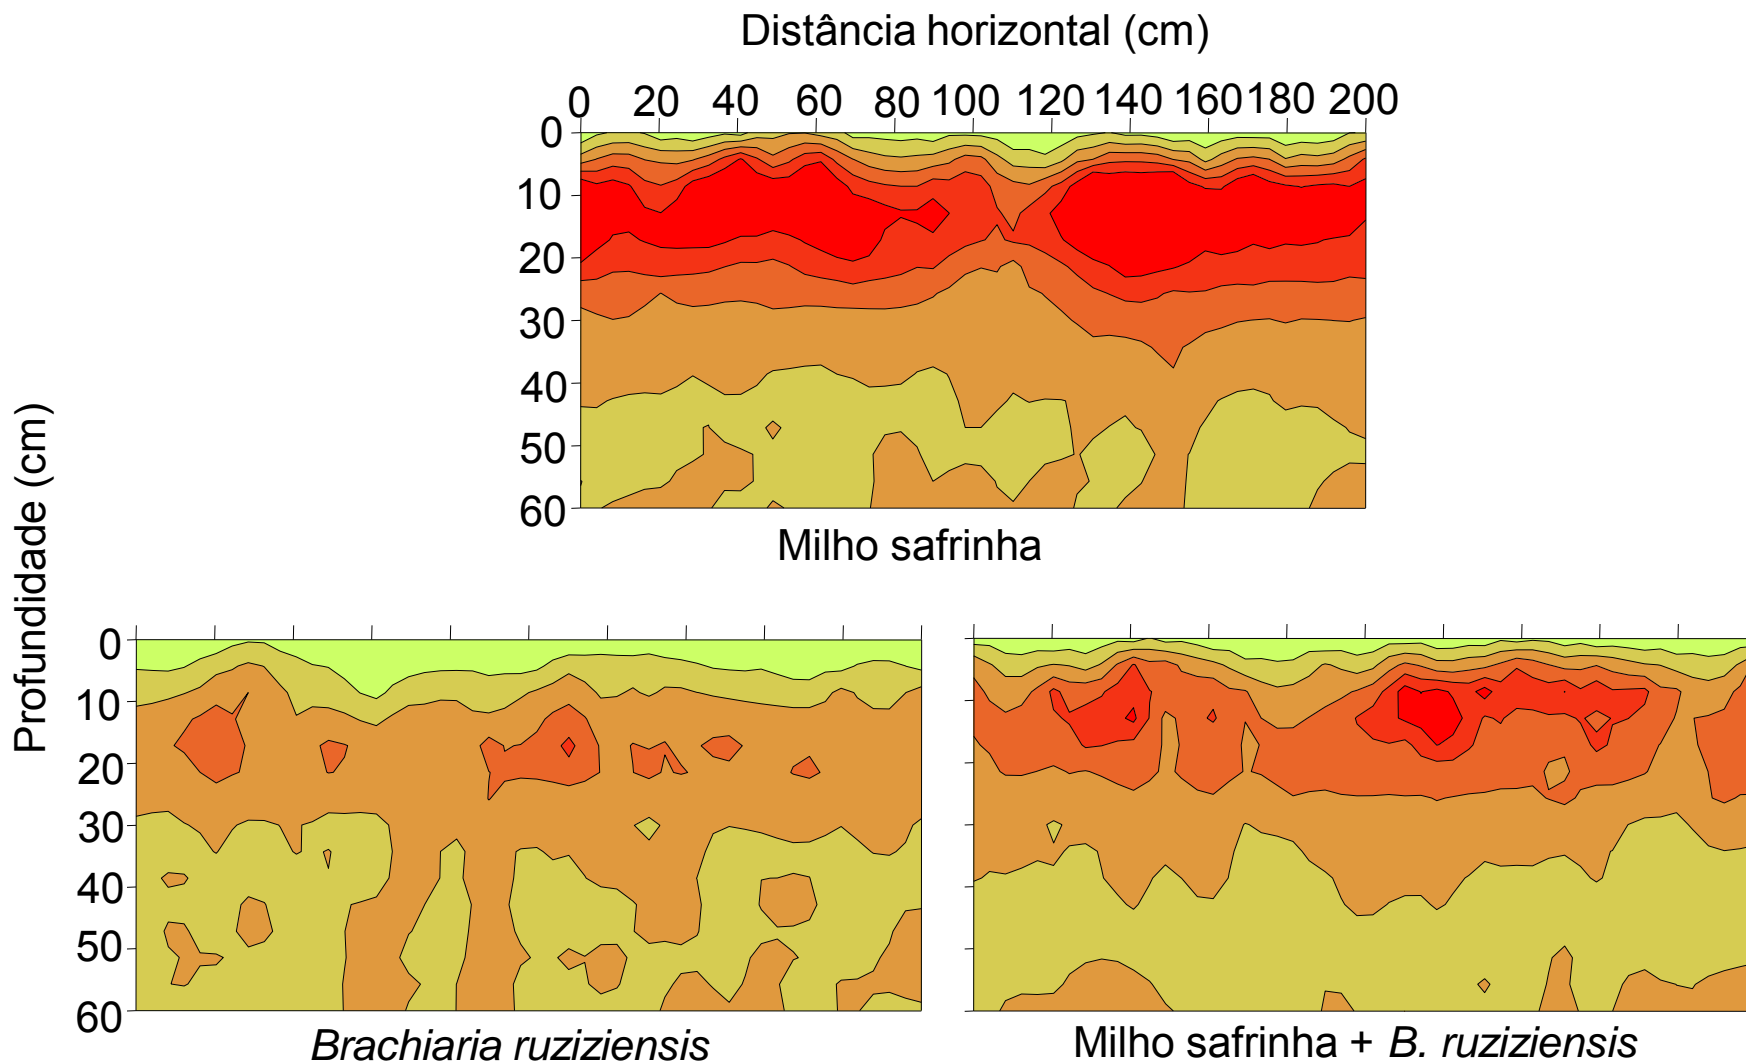 Distância horizontal (cm)
0 20 40 60 80 100 120 140 160 180 200
0
10
20
30
40
50
60
Milho safrinha
Profundidade (cm)
0
10
20
30
40
50
60
Brachiaria ruziziensis
Milho safrinha + B. ruziziensis